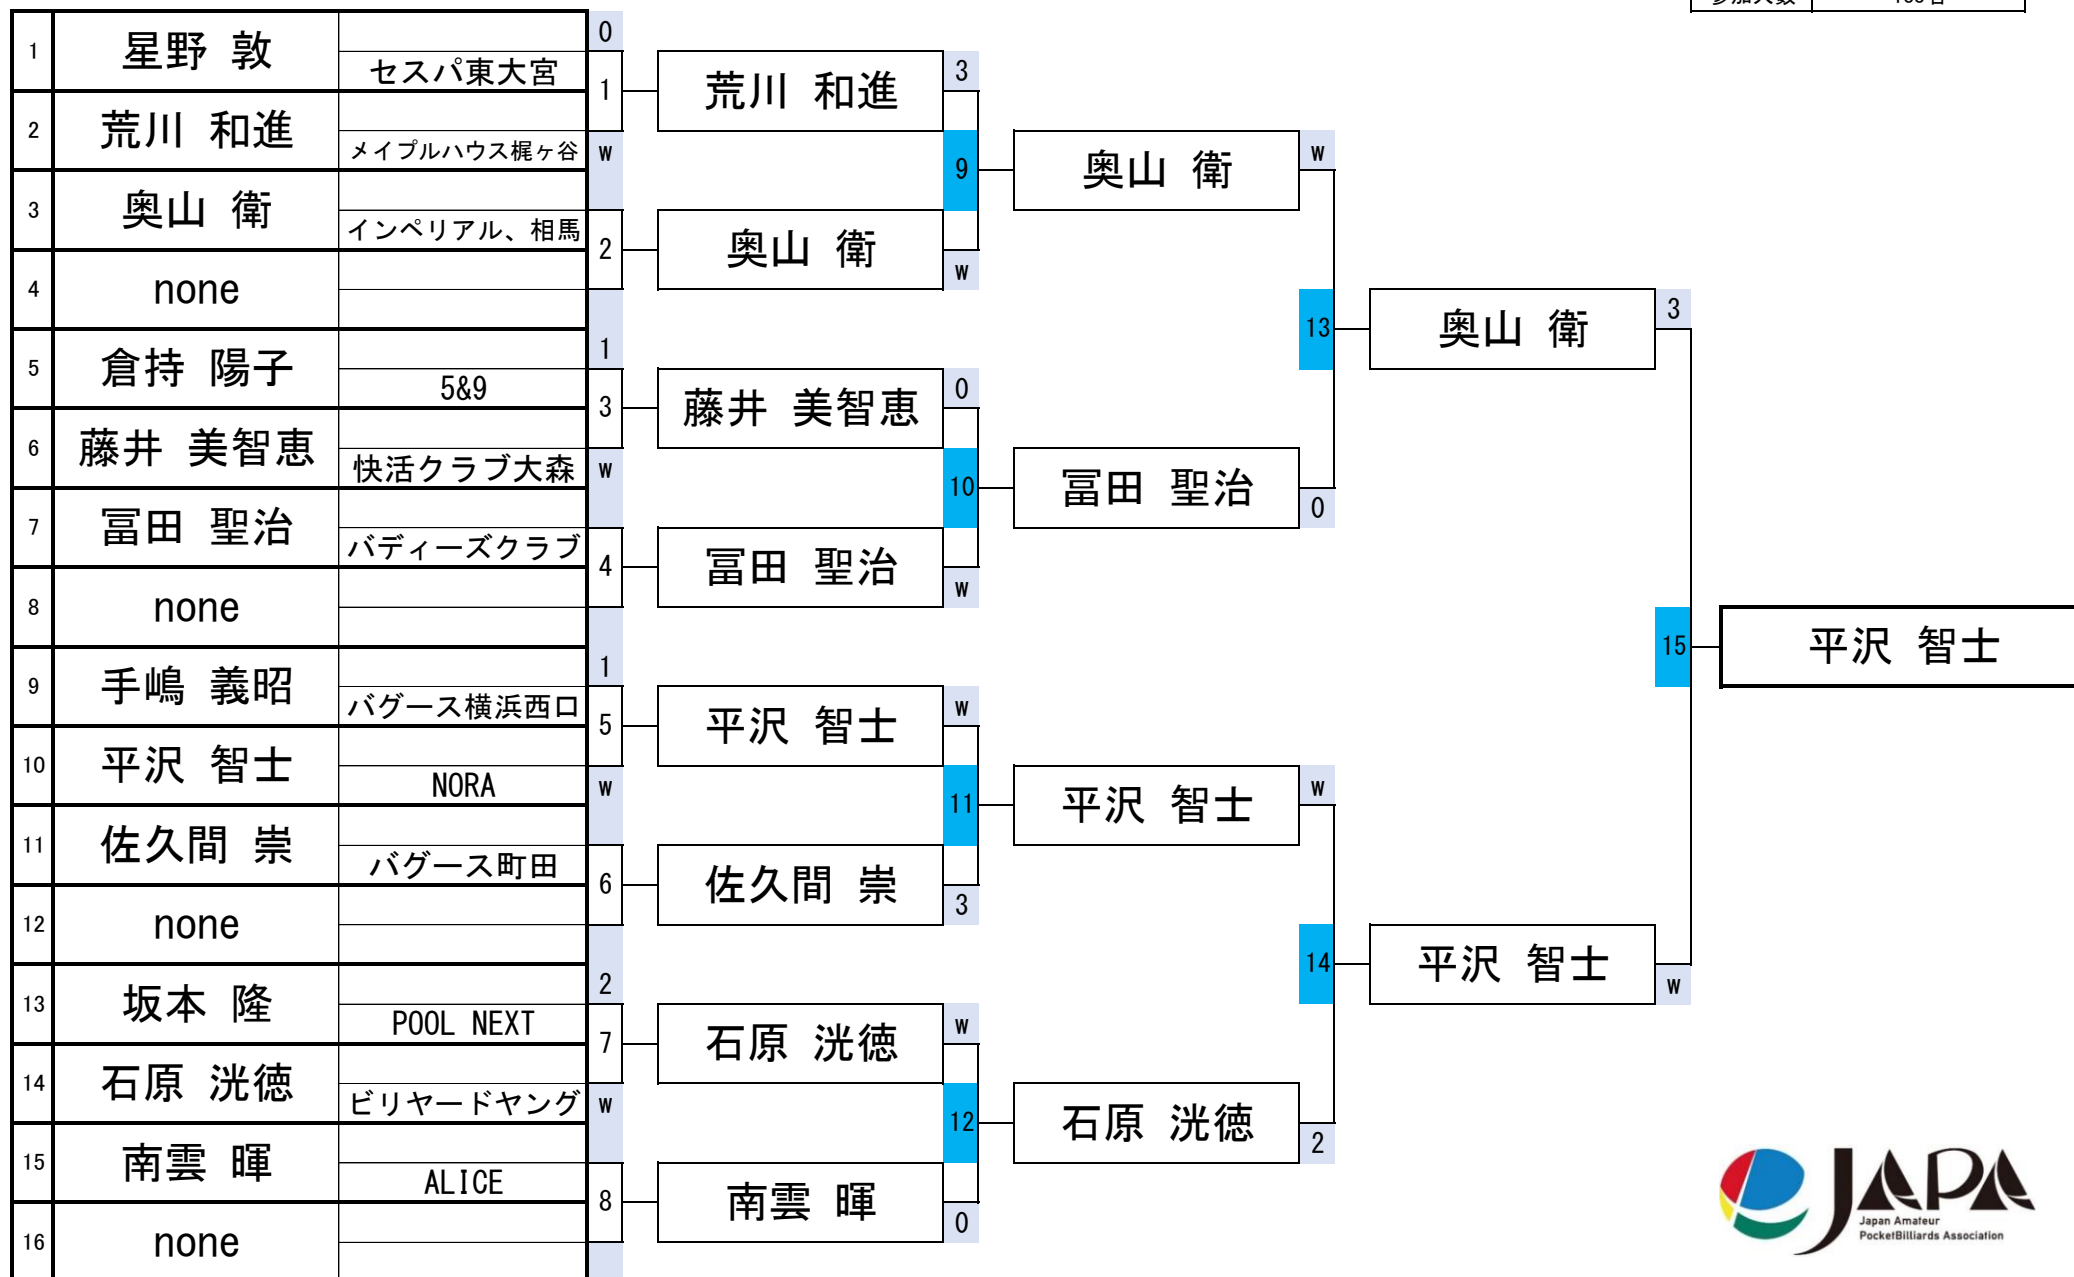 1 星野 敦 0
セスパ東大宮
1 荒川 和進 3
2 荒川 和進
メイプルハウス梶ヶ谷 W
9 奥山 衛 W
3 奥山 衛
インペリアル、相馬
2 奥山 衛 W
4 none
13 奥山 衛 3
5 倉持 陽子 1
5&9
3 藤井 美智恵 0
6 藤井 美智恵
快活クラブ大森 W
10 冨田 聖治 0
7 冨田 聖治
バディーズクラブ
4 冨田 聖治 W
8 none
15 平沢 智士
9 手嶋 義昭 1
バグース横浜西口
5 平沢 智士 W
10 平沢 智士
NORA W
11 平沢 智士 W
11 佐久間 崇
バグース町田
6 佐久間 崇 3
12 none
14 平沢 智士 W
13 坂本 隆 2
POOL NEXT
7 石原 洸徳 W
14 石原 洸徳
ビリヤードヤング W
12 石原 洸徳 2
15 南雲 暉
ALICE
8 南雲 暉 0
16 none
JAPA
Japan Amateur
PocketBilliards Association